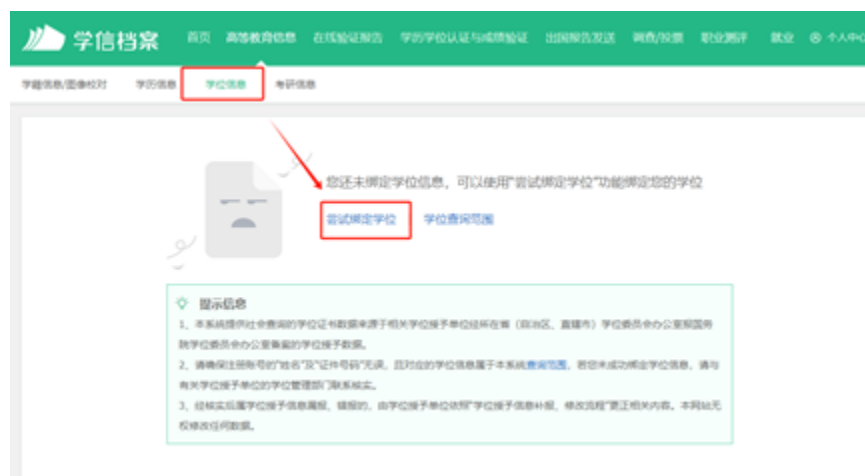 学信档案
首页 高等教育信息 在线验证报告 学历学位认证与成绩验证 出国报告发送 调查/投票 职业测评 就业 个人中心
学籍信息/图像校对 学历信息 学位信息 考研信息
您还未绑定学位信息，可以使用"尝试绑定学位"功能绑定您的学位
尝试绑定学位 学位查询范围
提示信息
1、本系统提供社会查询的学位证书数据来源于相关学位授予单位经所在省（自治区、直辖市）学位委员会办公室报国务
院学位委员会办公室备案的学位授予数据。
2、请确保注册账号的"姓名"及"证件号码"无误，且对应的学位信息属于本系统查询范围，若您未成功绑定学位信息，请与
有关学位授予单位的学位管理部门联系核实。
3、经核实后属学位授予信息漏报、错报的，由学位授予单位依照"学位授予信息补报、修改流程"更正相关内容。本网站无
权修改任何数据。